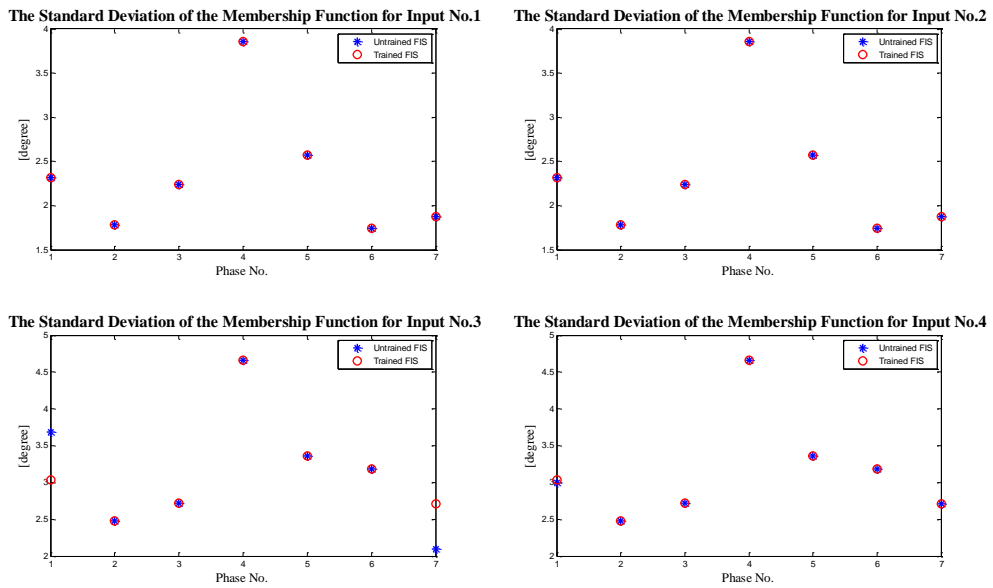 The Standard Deviation of the Membership Function for Input No.1
4
3.5
3
2.5
2
1.5
[degree]
1 2 3 4 5 6 7
Phase No.
Untrained FIS
Trained FIS
The Standard Deviation of the Membership Function for Input No.2
4
3.5
3
2.5
2
1.5
[degree]
1 2 3 4 5 6 7
Phase No.
Untrained FIS
Trained FIS
The Standard Deviation of the Membership Function for Input No.3
5
4.5
4
3.5
3
2.5
2
[degree]
1 2 3 4 5 6 7
Phase No.
Untrained FIS
Trained FIS
The Standard Deviation of the Membership Function for Input No.4
5
4.5
4
3.5
3
2.5
2
[degree]
1 2 3 4 5 6 7
Phase No.
Untrained FIS
Trained FIS